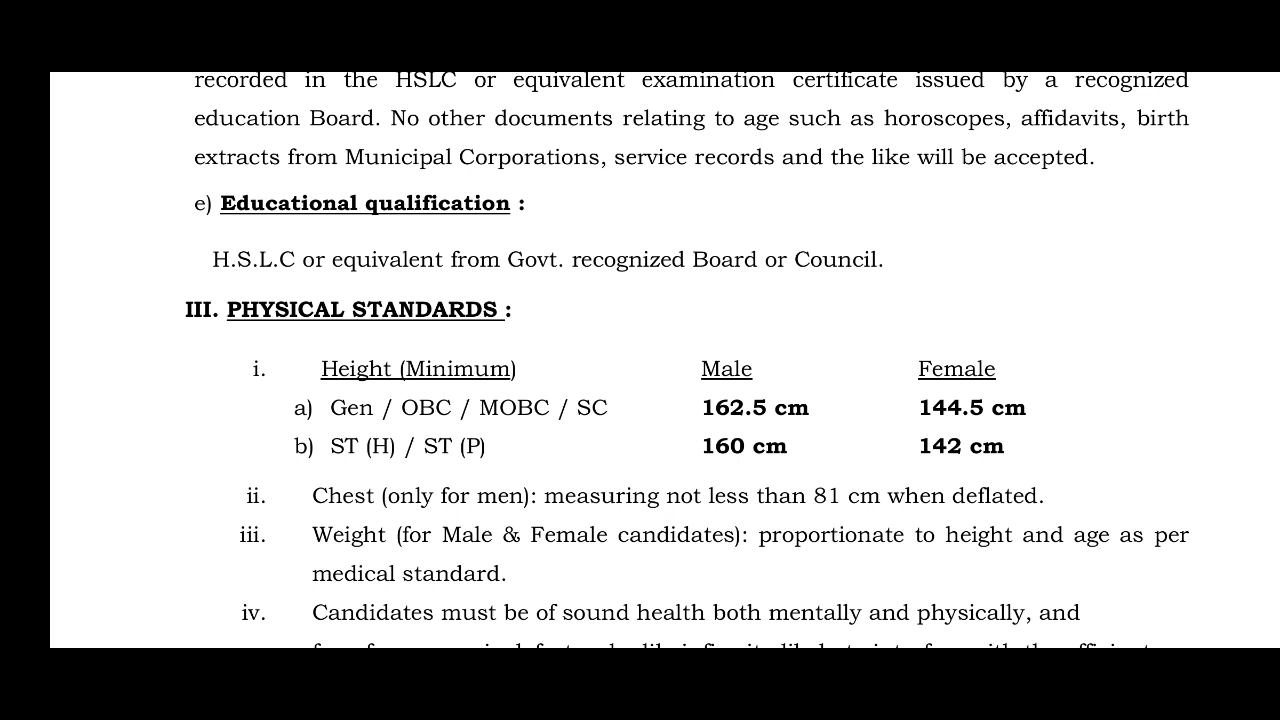 recorded in the HSLC or equivalent examination certificate issued by a recognized
education Board. No other documents relating to age such as horoscopes, affidavits, birth
extracts from Municipal Corporations, service records and the like will be accepted.
e) Educational qualification :
H.S.L.C or equivalent from Govt. recognized Board or Council.
III. PHYSICAL STANDARDS :
i. Height (Minimum) Male Female
a) Gen / OBC / MOBC / SC 162.5 cm 144.5 cm
b) ST (H) / ST (P) 160 cm 142 cm
ii. Chest (only for men): measuring not less than 81 cm when deflated.
iii. Weight (for Male & Female candidates): proportionate to height and age as per
medical standard.
iv. Candidates must be of sound health both mentally and physically, and